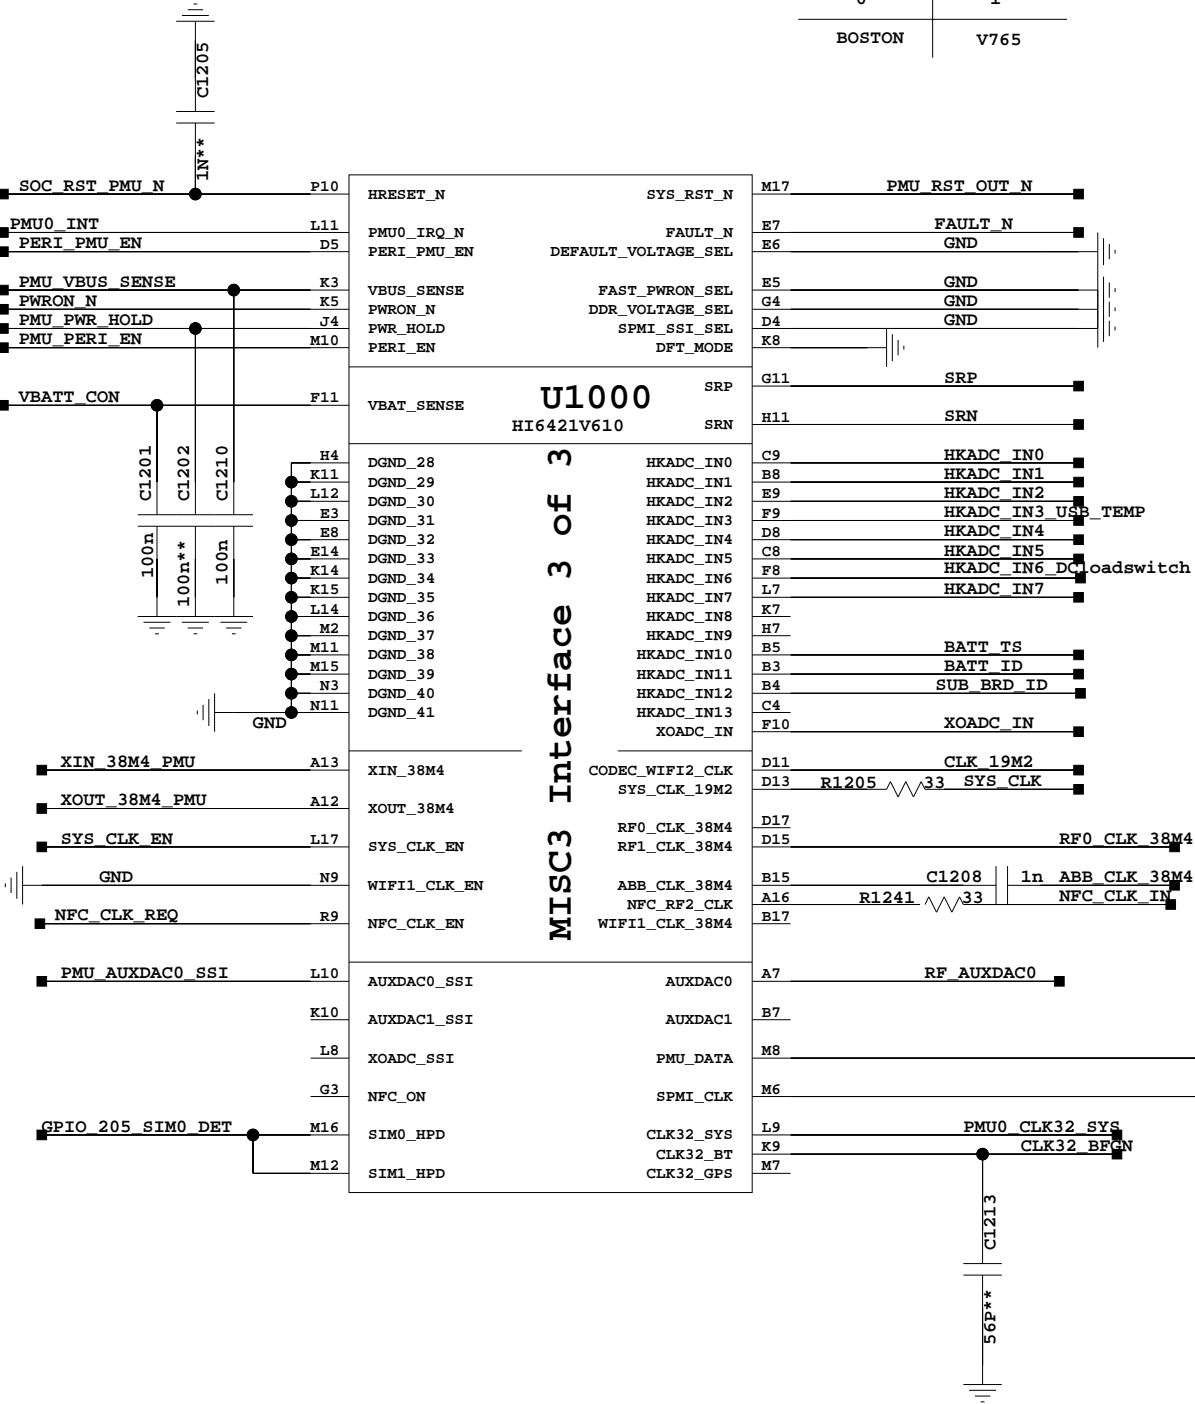 0 1
BOSTON V765
C1205
1N**
SOC_RST_PMU_N P10 HRESET_N SYS_RST_N M17 PMU_RST_OUT_N
PMU0_INT L11 PMU0_IRQ_N FAULT_N E7 FAULT_N
PERI_PMU_EN D5 PERI_PMU_EN DEFAULT_VOLTAGE_SEL E6 GND
PMU_VBUS_SENSE K3 VBUS_SENSE FAST_PWRON_SEL E5 GND
PWRON_N K5 PWRON_N DDR_VOLTAGE_SEL G4 GND
PMU_PWR_HOLD J4 PWR_HOLD SPMI_SSI_SEL D4 GND
PMU_PERI_EN M10 PERI_EN DFT_MODE K8
SRP G11 SRP
VBATT_CON F11 VBAT_SENSE U1000
HI6421V610 SRN H11 SRN
C1201 C1202 C1210
100n 100n** 100n
MISC3 Interface 3 of 3
H4 DGND_28 HKADC_IN0 C9 HKADC_IN0
K11 DGND_29 HKADC_IN1 B8 HKADC_IN1
L12 DGND_30 HKADC_IN2 E9 HKADC_IN2
E3 DGND_31 HKADC_IN3 F9 HKADC_IN3_USB_TEMP
E8 DGND_32 HKADC_IN4 D8 HKADC_IN4
E14 DGND_33 HKADC_IN5 C8 HKADC_IN5
K14 DGND_34 HKADC_IN6 F8 HKADC_IN6_DCloadswitch
K15 DGND_35 HKADC_IN7 L7 HKADC_IN7
L14 DGND_36 HKADC_IN8 K7
M2 DGND_37 HKADC_IN9 H7
M11 DGND_38 HKADC_IN10 B5 BATT_TS
M15 DGND_39 HKADC_IN11 B3 BATT_ID
N3 DGND_40 HKADC_IN12 B4 SUB_BRD_ID
GND N11 DGND_41 HKADC_IN13 C4
XOADC_IN F10 XOADC_IN
XIN_38M4_PMU A13 XIN_38M4 CODEC_WIFI2_CLK D11 CLK_19M2
SYS_CLK_19M2 D13 R1205 33 SYS_CLK
XOUT_38M4_PMU A12 XOUT_38M4
RF0_CLK_38M4 D17
SYS_CLK_EN L17 SYS_CLK_EN RF1_CLK_38M4 D15 RF0_CLK_38M4
GND N9 WIFI1_CLK_EN ABB_CLK_38M4 B15 C1208 1n ABB_CLK_38M4
NFC_RF2_CLK A16 R1241 33 NFC_CLK_IN
NFC_CLK_REQ R9 NFC_CLK_EN WIFI1_CLK_38M4 B17
PMU_AUXDAC0_SSI L10 AUXDAC0_SSI AUXDAC0 A7 RF_AUXDAC0
K10 AUXDAC1_SSI AUXDAC1 B7
L8 XOADC_SSI PMU_DATA M8
G3 NFC_ON SPMI_CLK M6
GPIO_205_SIM0_DET M16 SIM0_HPD CLK32_SYS L9 PMU0_CLK32_SYS
CLK32_BT K9 CLK32_BFGN
M12 SIM1_HPD CLK32_GPS M7
C1213
56P**